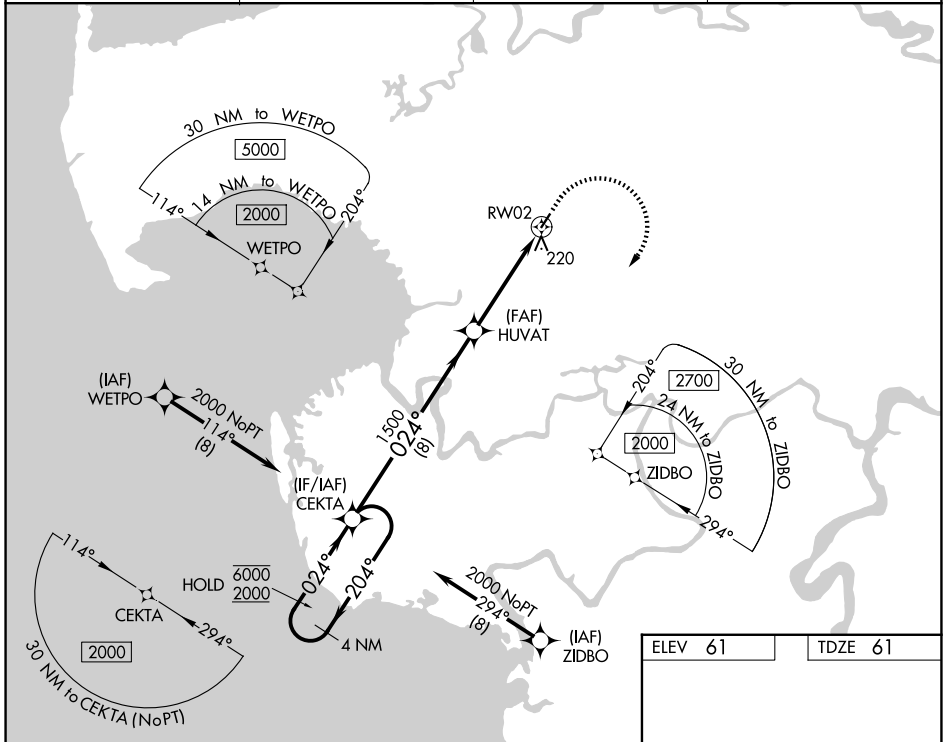 30 NM to WETPO
5000
14 NM to WETPO
114°
204°
2000
WETPO
RW02
220
(FAF)
HUVAT
(IAF)
WETPO
2000 NoPT
114°
(8)
1500
024°
(8)
(IF/IAF)
CEKTA
204°
2700
30 NM to ZIDBO
24 NM to ZIDBO
2000
ZIDBO
294°
114°
CEKTA
294°
2000
30 NM to CEKTA (NoPT)
HOLD
6000
2000
024°
204°
4 NM
2000 NoPT
294°
(8)
(IAF)
ZIDBO
ELEV 61
TDZE 61